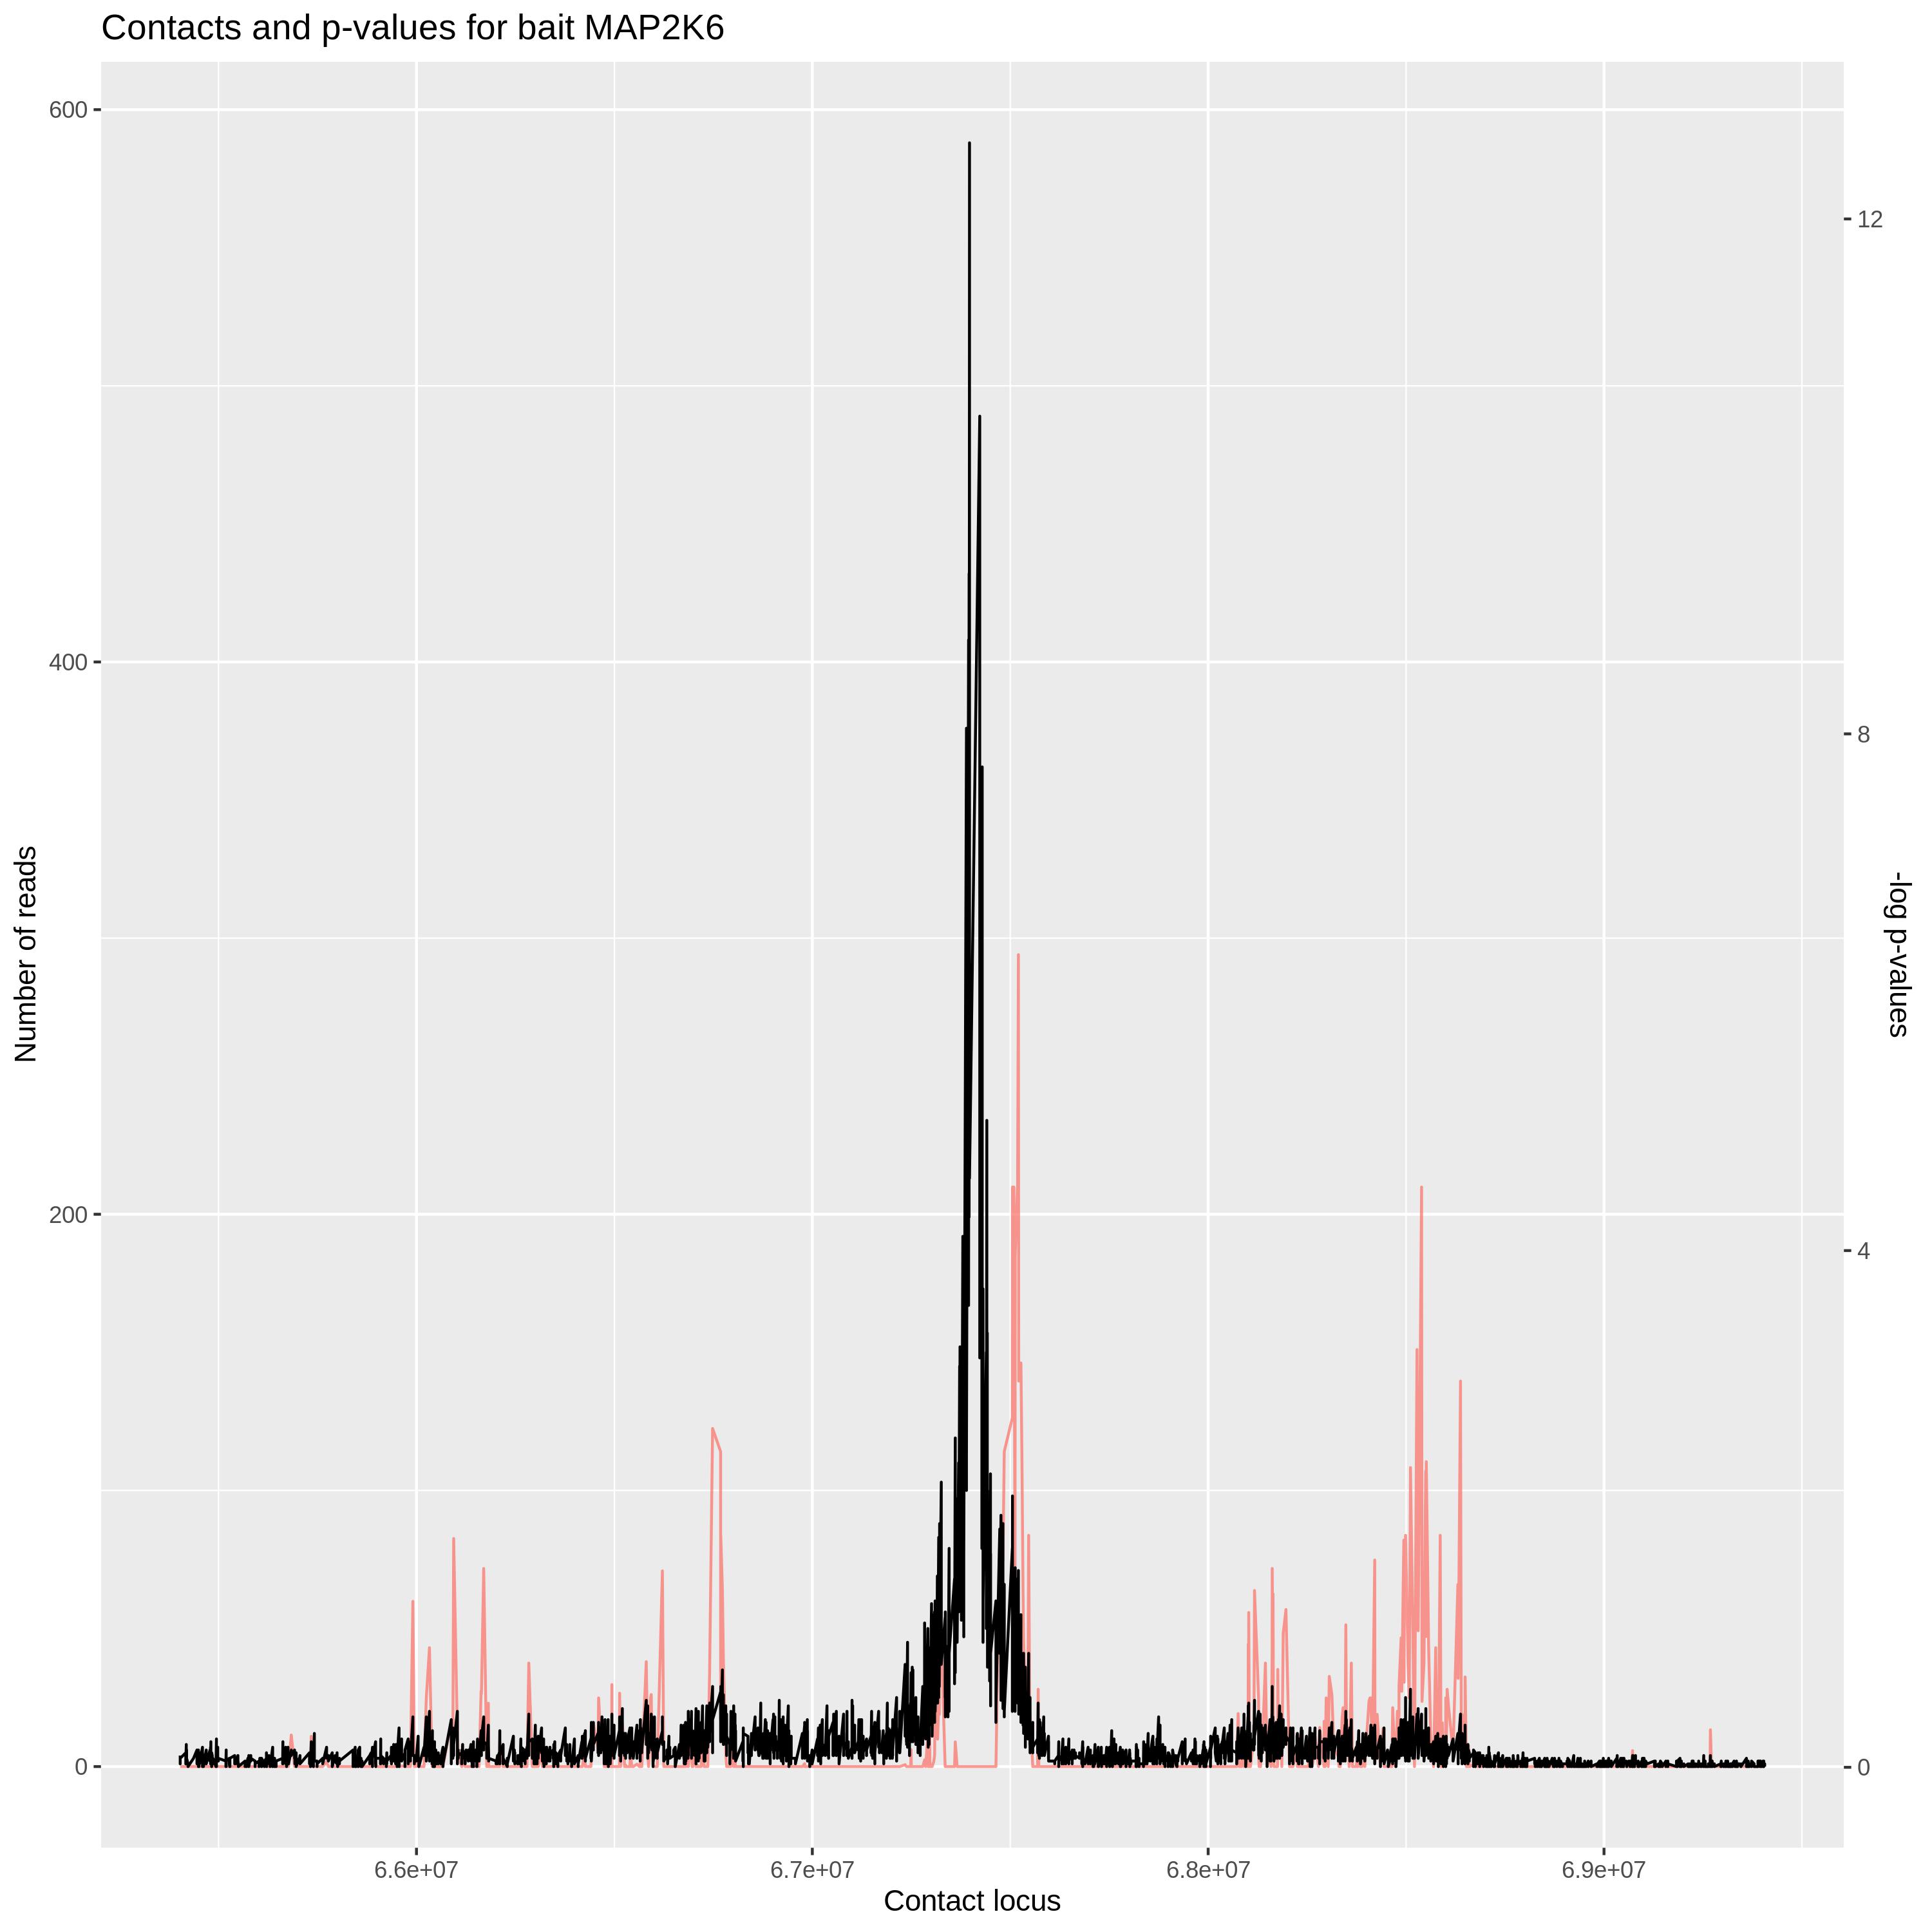 Contacts and p-values for bait MAP2K6
600
400
200
0
12
8
4
0
Number of reads
-log p-values
6.6e+07
6.7e+07
6.8e+07
6.9e+07
Contact locus